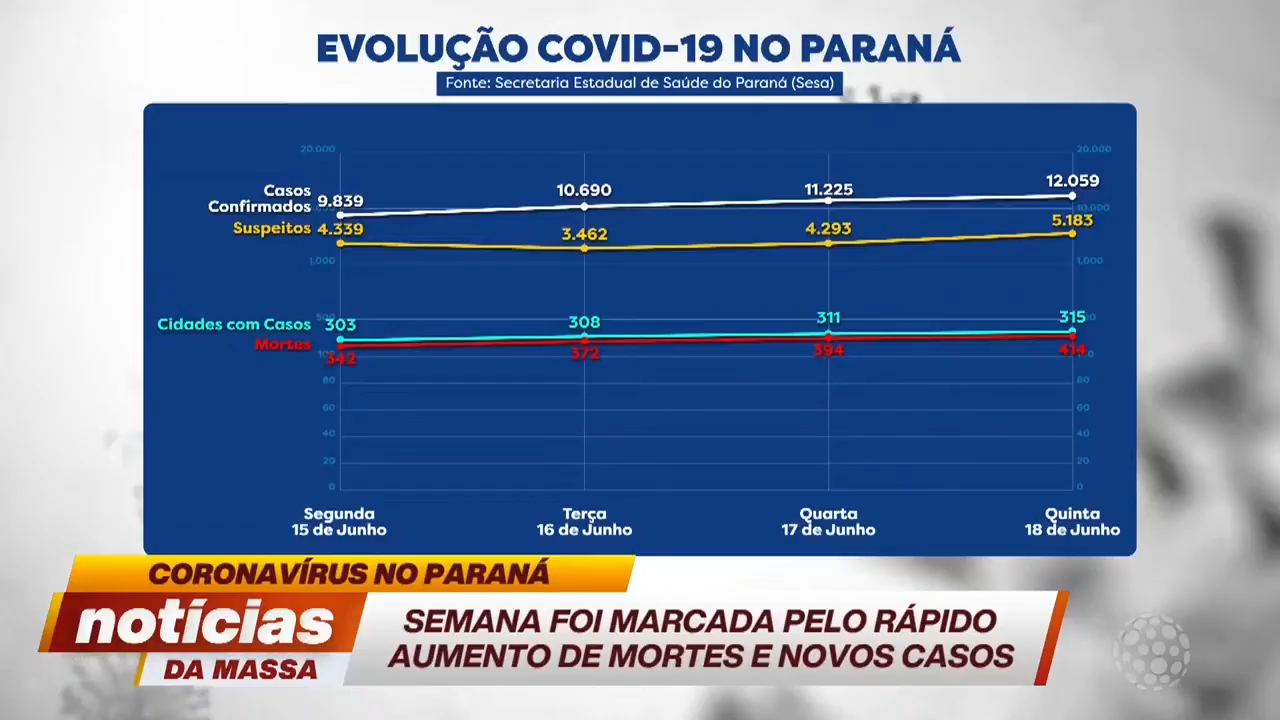 EVOLUÇÃO COVID-19 NO PARANÁ
Fonte: Secretaria Estadual de Saúde do Paraná (Sesa)
20.000 20.000
Casos Confirmados 9.839 10.690 11.225 12.059
10.000
Suspeitos 4.339 3.462 4.293 5.183
1.000 1.000
Cidades com Casos 303 308 311 315
Mortes 342 372 394 414
80 80
60 60
40 40
20 20
0 0
Segunda Terça Quarta Quinta
15 de Junho 16 de Junho 17 de Junho 18 de Junho
CORONAVÍRUS NO PARANÁ
notícias
DA MASSA
SEMANA FOI MARCADA PELO RÁPIDO
AUMENTO DE MORTES E NOVOS CASOS